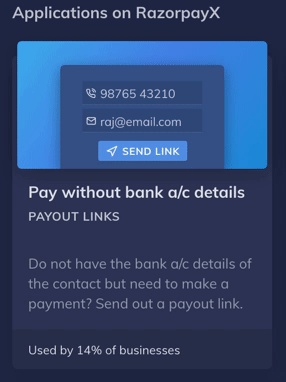 Applications on RazorpayX
98765 43210
raj@email.com
SEND LINK
Pay without bank a/c details
PAYOUT LINKS
Do not have the bank a/c details of
the contact but need to make a
payment? Send out a payout link.
Used by 14% of businesses